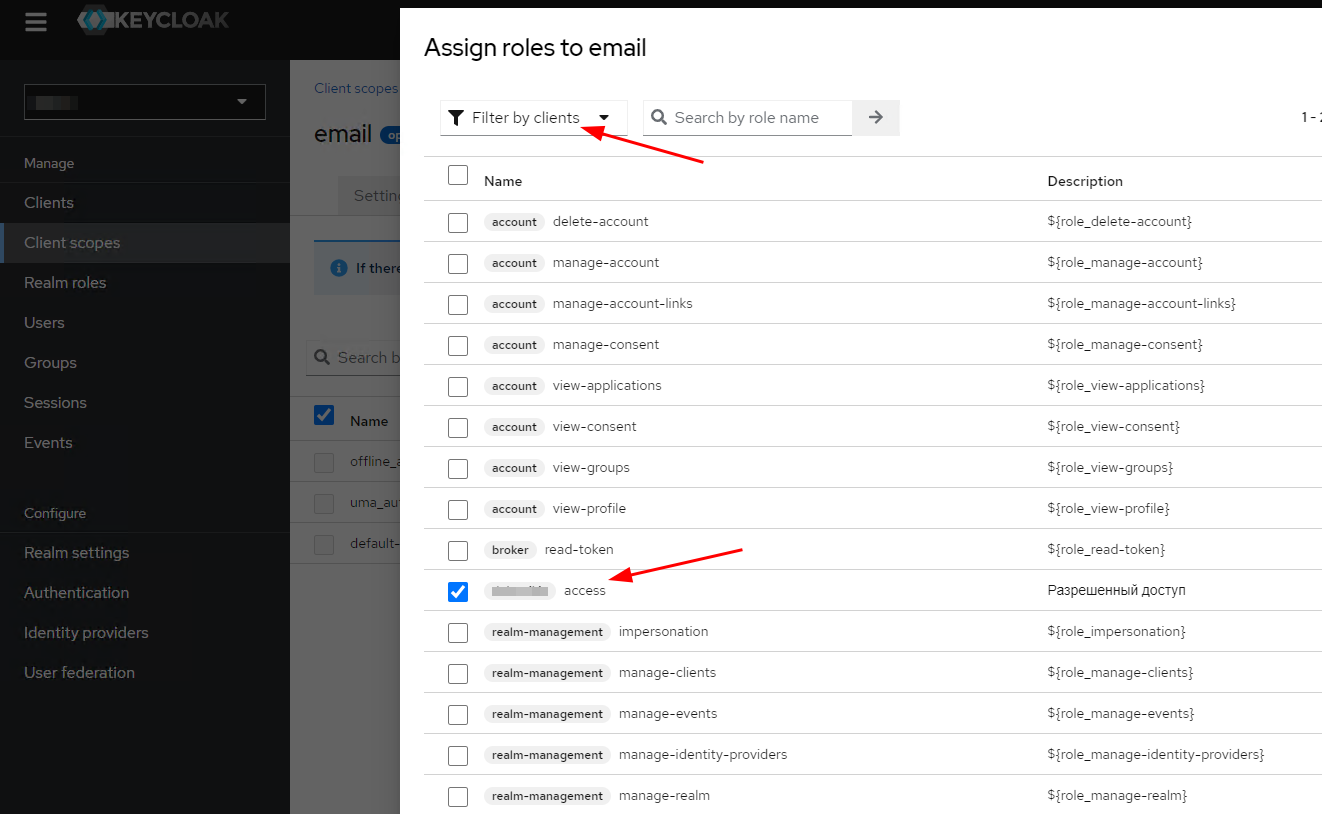 KEYCLOAK
Manage
Clients
Client scopes
Realm roles
Users
Groups
Sessions
Events
Configure
Realm settings
Authentication
Identity providers
User federation
Client scopes
email op
Settin
If there
Search b
Name
offline_a
uma_au
default-
Assign roles to email
Filter by clients Search by role name 1 - 2
Name Description
account delete-account ${role_delete-account}
account manage-account ${role_manage-account}
account manage-account-links ${role_manage-account-links}
account manage-consent ${role_manage-consent}
account view-applications ${role_view-applications}
account view-consent ${role_view-consent}
account view-groups ${role_view-groups}
account view-profile ${role_view-profile}
broker read-token ${role_read-token}
access Разрешенный доступ
realm-management impersonation ${role_impersonation}
realm-management manage-clients ${role_manage-clients}
realm-management manage-events ${role_manage-events}
realm-management manage-identity-providers ${role_manage-identity-providers}
realm-management manage-realm ${role_manage-realm}